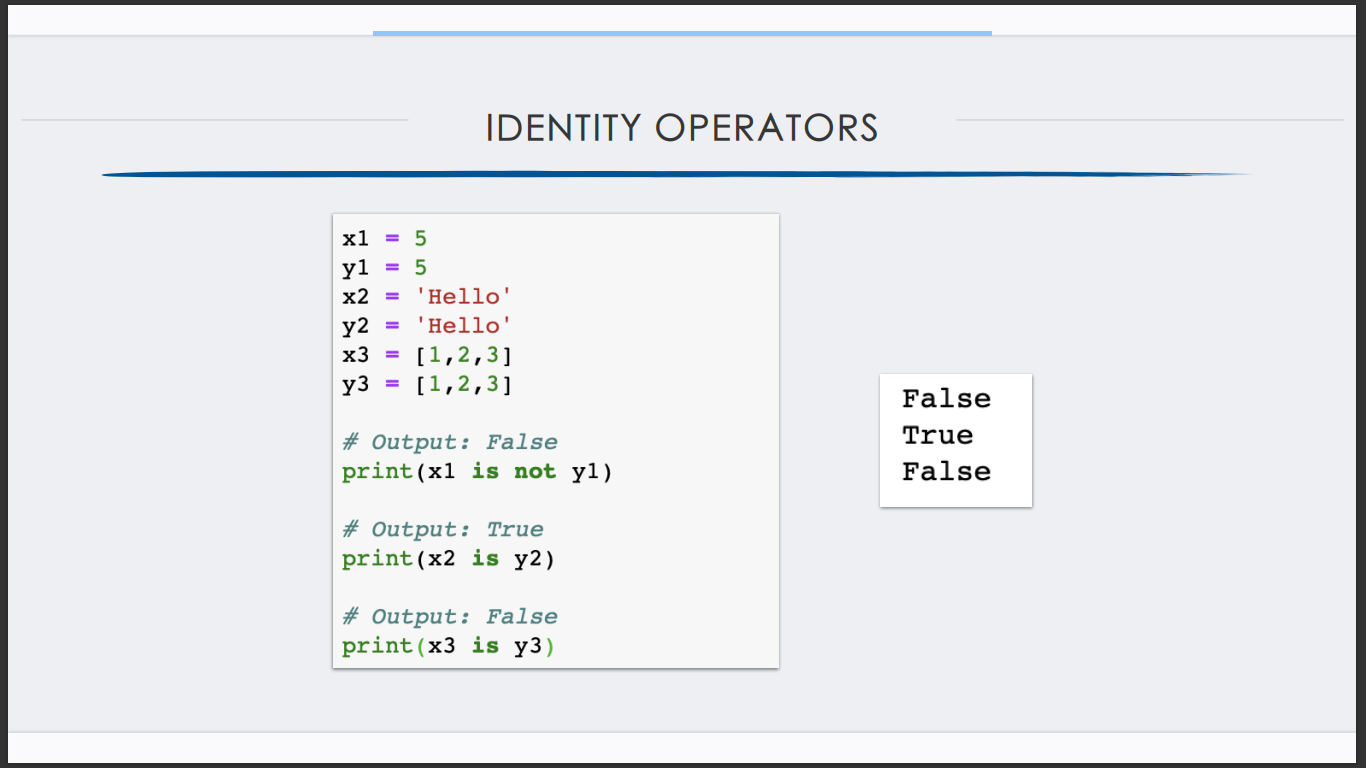 IDENTITY OPERATORS
x1 = 5
y1 = 5
x2 = 'Hello'
y2 = 'Hello'
x3 = [1,2,3]
y3 = [1,2,3]
# Output: False
print(x1 is not y1)
# Output: True
print(x2 is y2)
# Output: False
print(x3 is y3)
False
True
False